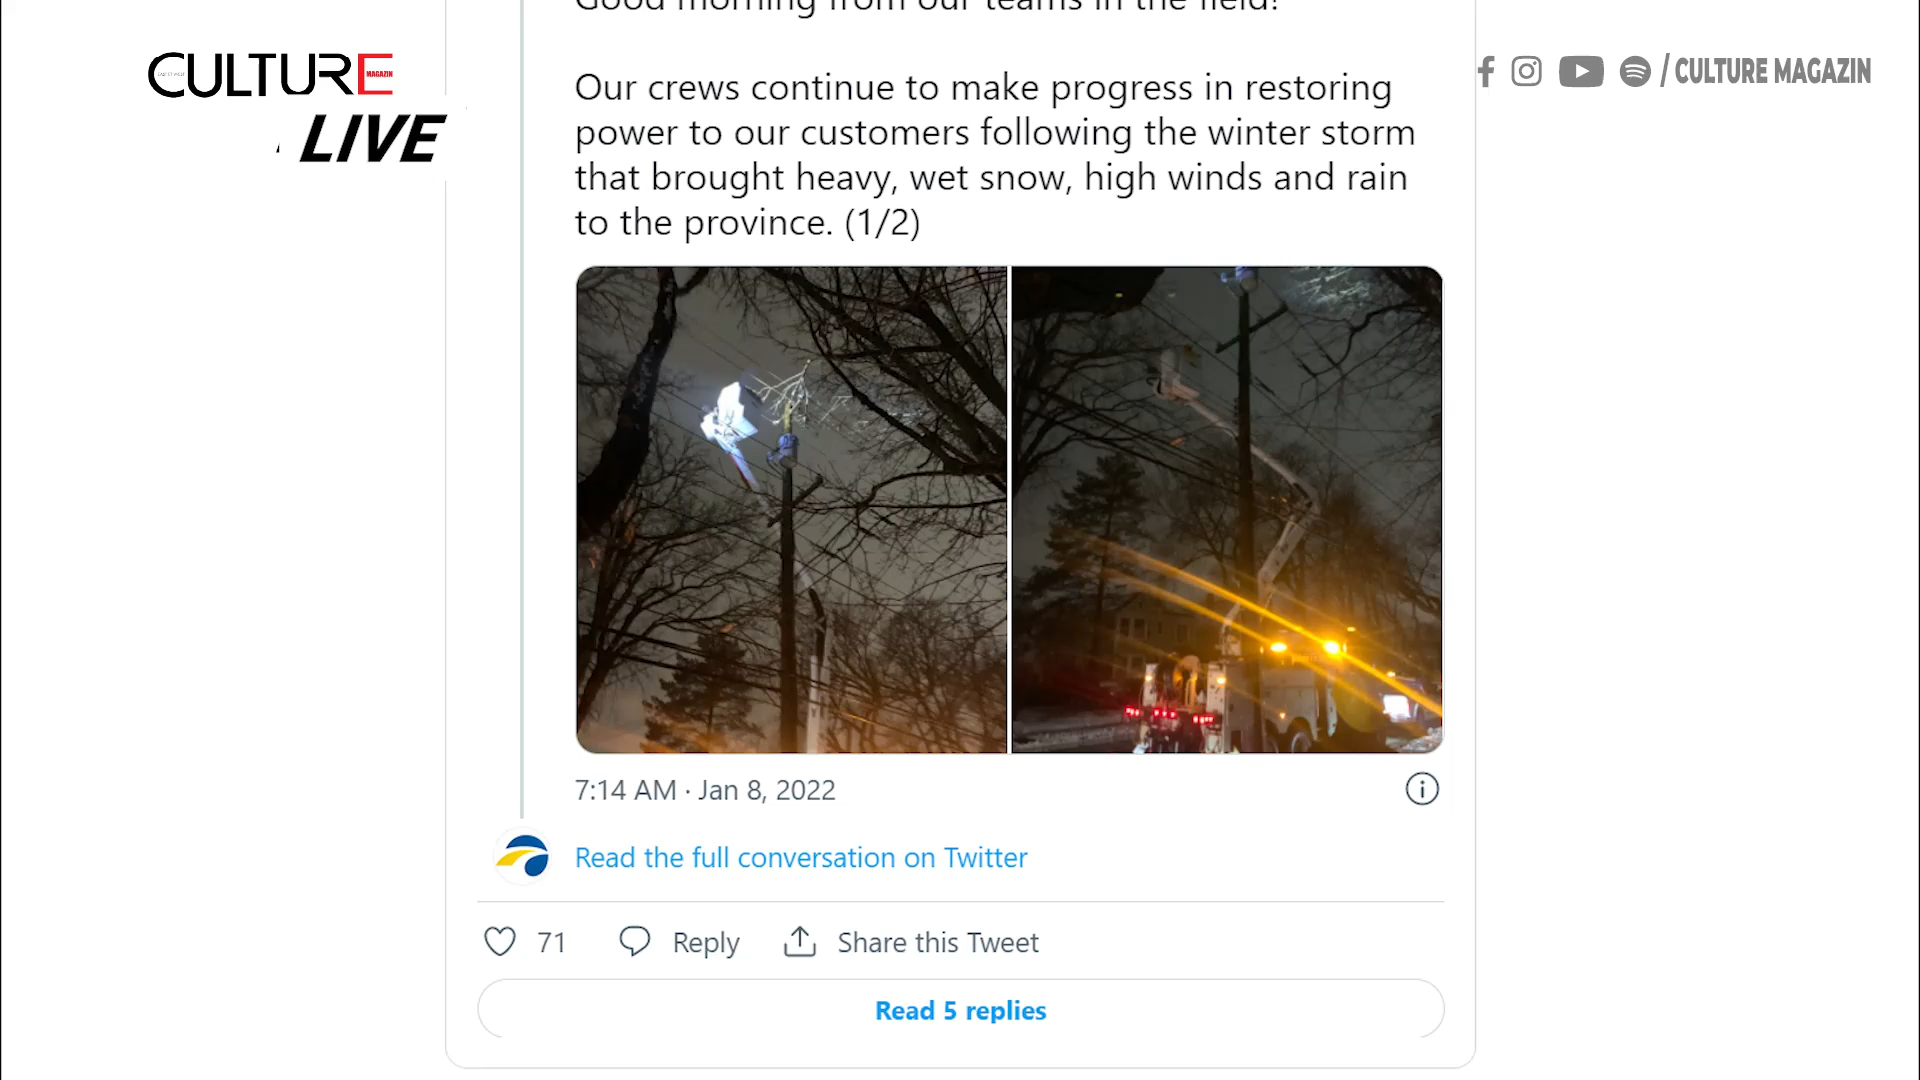 Good morning from our teams in the field!
CULTURE
MAGAZIN
LIVE
/ CULTURE MAGAZIN
Our crews continue to make progress in restoring
power to our customers following the winter storm
that brought heavy, wet snow, high winds and rain
to the province. (1/2)
7:14 AM · Jan 8, 2022
Read the full conversation on Twitter
71
Reply
Share this Tweet
Read 5 replies